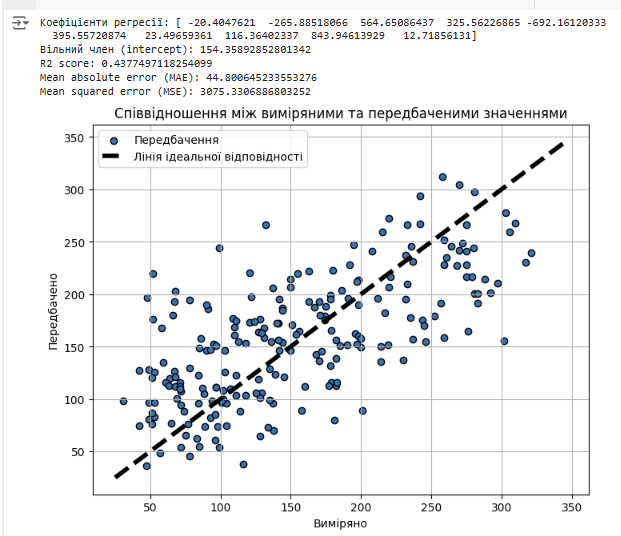 Коефіцієнти регресії: [ -20.4047621 -265.88518066 564.65086437 325.56226865 -692.16120333
395.55720874 23.49659361 116.36402337 843.94613929 12.71856131]
Вільний член (intercept): 154.35892852801342
R2 score: 0.4377497118254099
Mean absolute error (MAE): 44.800645233553276
Mean squared error (MSE): 3075.3306886803252
Співвідношення між виміряними та передбаченими значеннями
Передбачення
Лінія ідеальної відповідності
350
300
250
200
150
100
50
Передбачено
50 100 150 200 250 300 350
Виміряно